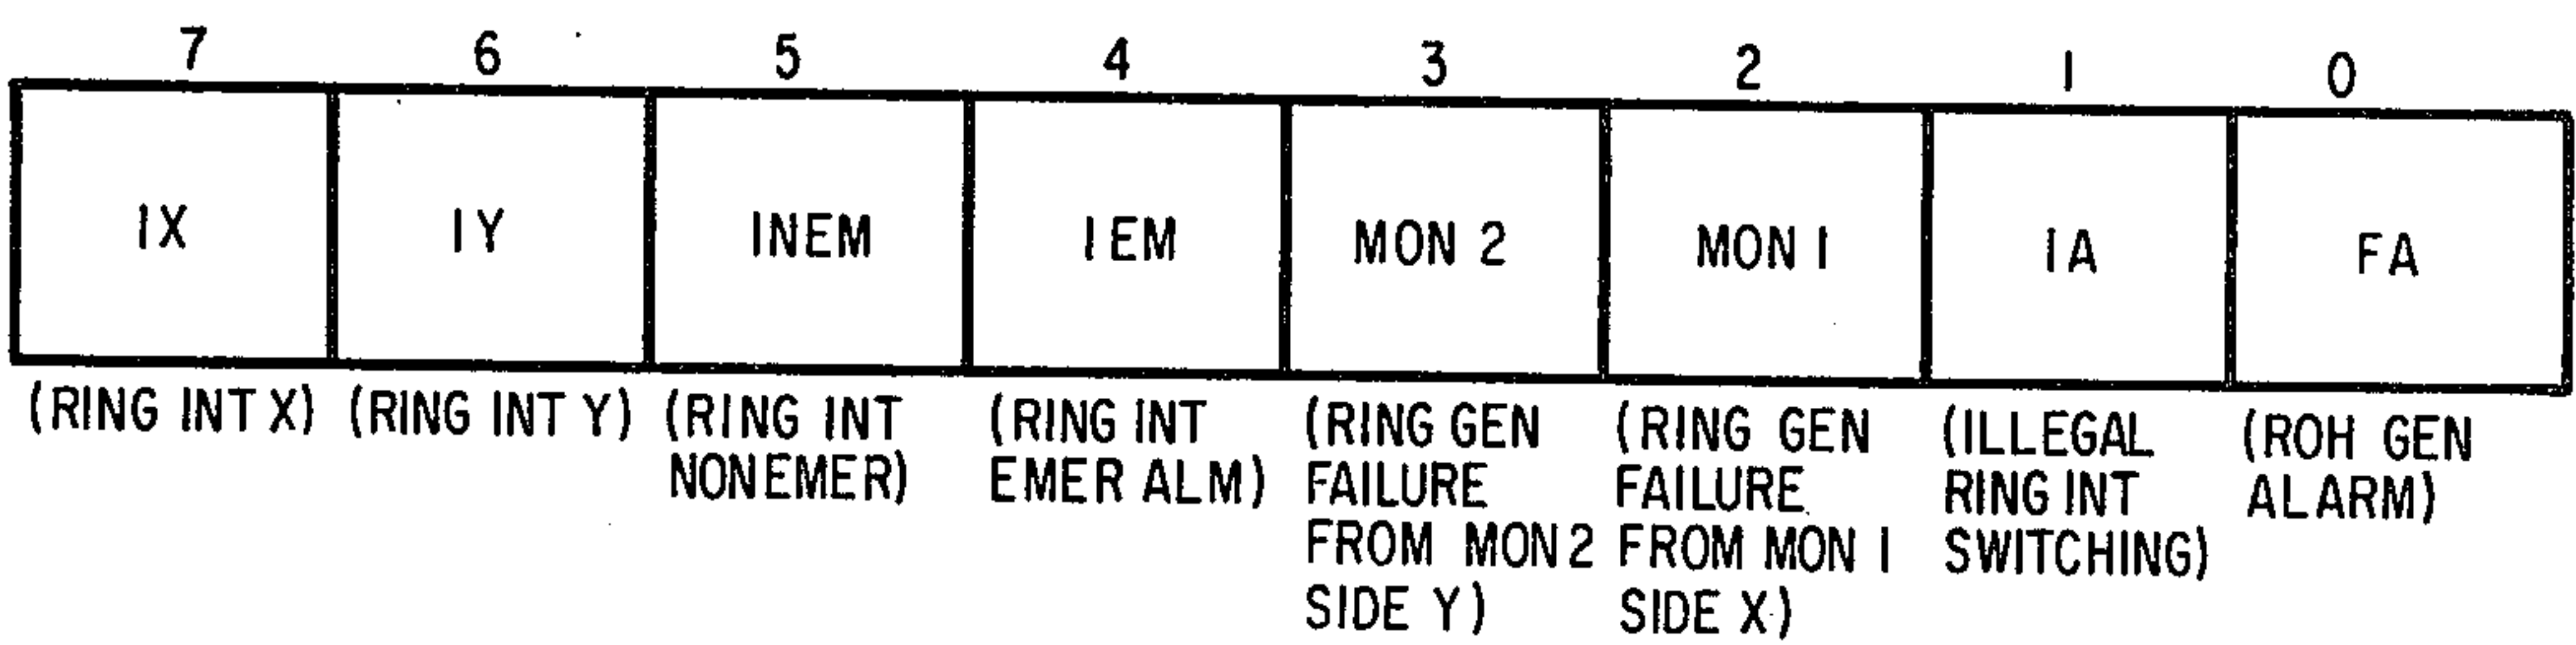 7 6 5 4 3 2 1 0
IX IY INEM IEM MON 2 MON 1 IA FA
(RING INT X) (RING INT Y) (RING INT (RING INT (RING GEN (RING GEN (ILLEGAL (ROH GEN
NONEMER) EMER ALM) FAILURE FAILURE RING INT ALARM)
FROM MON 2 FROM MON 1 SWITCHING)
SIDE Y) SIDE X)